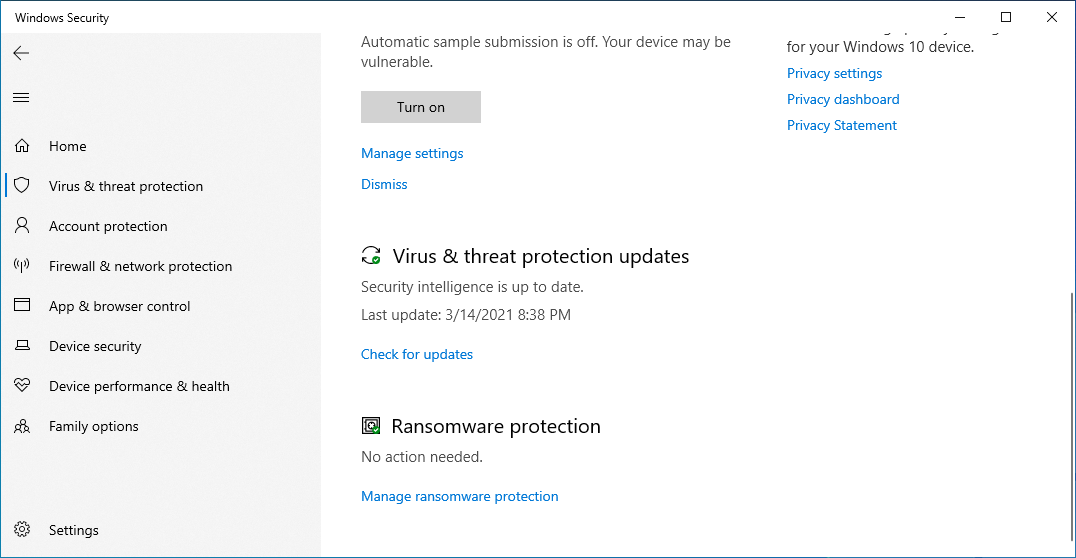 Windows Security
Home
Virus & threat protection
Account protection
Firewall & network protection
App & browser control
Device security
Device performance & health
Family options
Settings
Automatic sample submission is off. Your device may be
vulnerable.
Turn on
Manage settings
Dismiss
Virus & threat protection updates
Security intelligence is up to date.
Last update: 3/14/2021 8:38 PM
Check for updates
Ransomware protection
No action needed.
Manage ransomware protection
for your Windows 10 device.
Privacy settings
Privacy dashboard
Privacy Statement